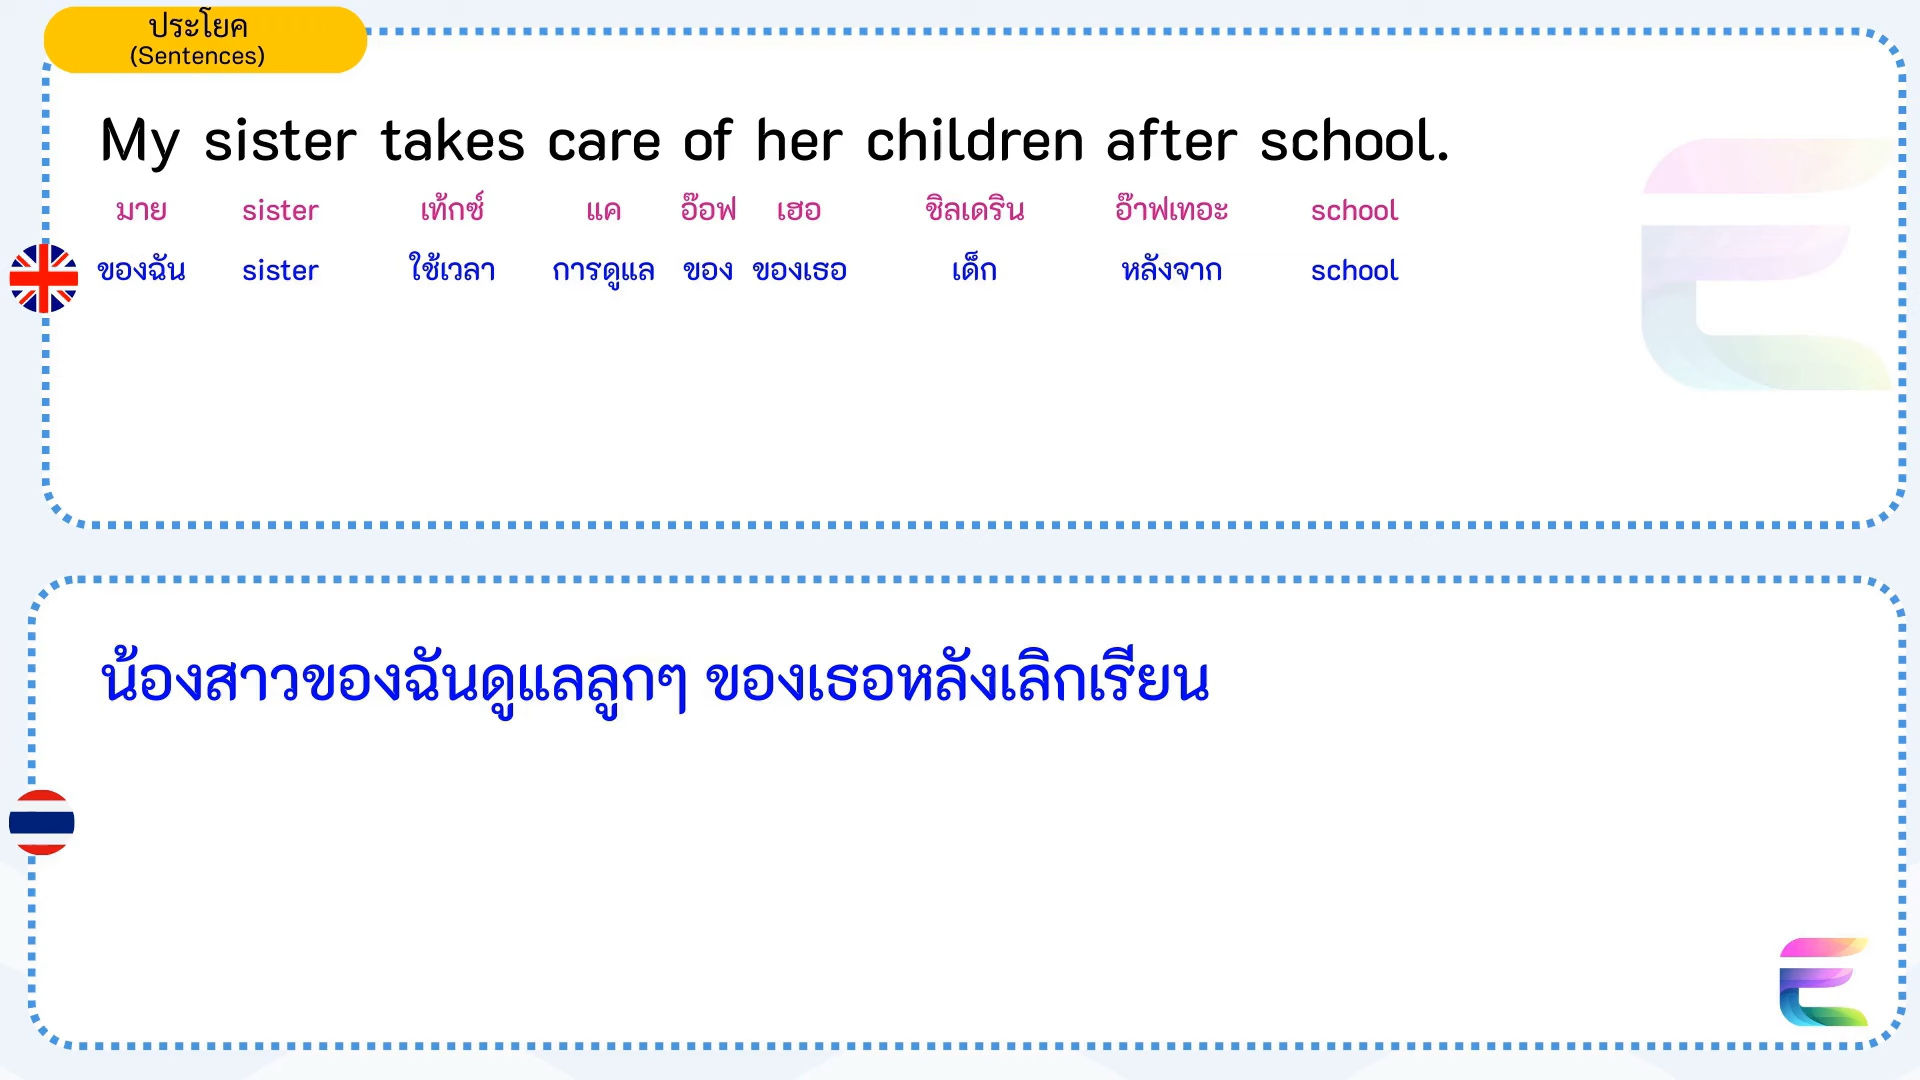 ประโยค
(Sentences)
My sister takes care of her children after school.
มาย sister เท้กซ์ แค อ๊อฟ เฮอ ชิลเดริน อ๊าฟเทอะ school
ของฉัน sister ใช้เวลา การดูแล ของ ของเธอ เด็ก หลังจาก school
น้องสาวของฉันดูแลลูกๆ ของเธอหลังเลิกเรียน